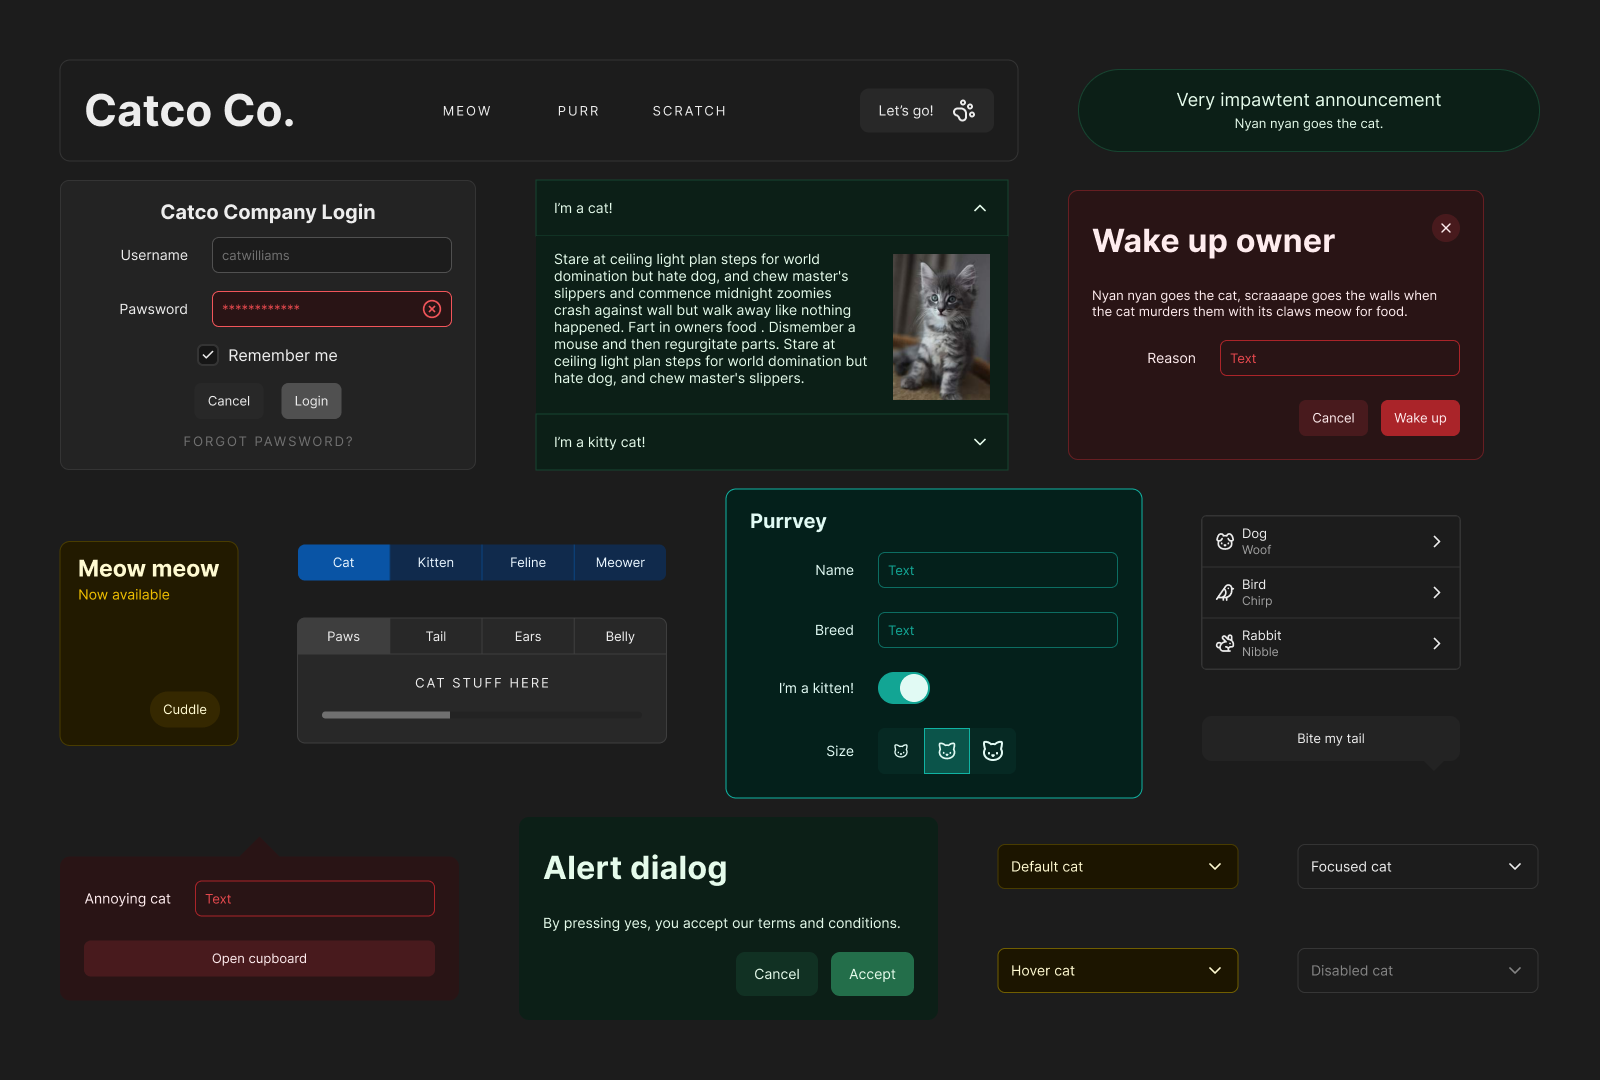 Catco Co.
MEOW
PURR
SCRATCH
Let's go!
Very impawtent announcement
Nyan nyan goes the cat.
Catco Company Login
Username
catwilliams
Pawsword
************
Remember me
Cancel
Login
FORGOT PAWSWORD?
I'm a cat!
Stare at ceiling light plan steps for world
domination but hate dog, and chew master's
slippers and commence midnight zoomies
crash against wall but walk away like nothing
happened. Fart in owners food . Dismember a
mouse and then regurgitate parts. Stare at
ceiling light plan steps for world domination but
hate dog, and chew master's slippers.
I'm a kitty cat!
Wake up owner
Nyan nyan goes the cat, scraaaape goes the walls when
the cat murders them with its claws meow for food.
Reason
Text
Cancel
Wake up
Meow meow
Now available
Cuddle
Cat
Kitten
Feline
Meower
Paws
Tail
Ears
Belly
CAT STUFF HERE
Purrvey
Name
Text
Breed
Text
I'm a kitten!
Size
Dog
Woof
Bird
Chirp
Rabbit
Nibble
Bite my tail
Annoying cat
Text
Open cupboard
Alert dialog
By pressing yes, you accept our terms and conditions.
Cancel
Accept
Default cat
Focused cat
Hover cat
Disabled cat